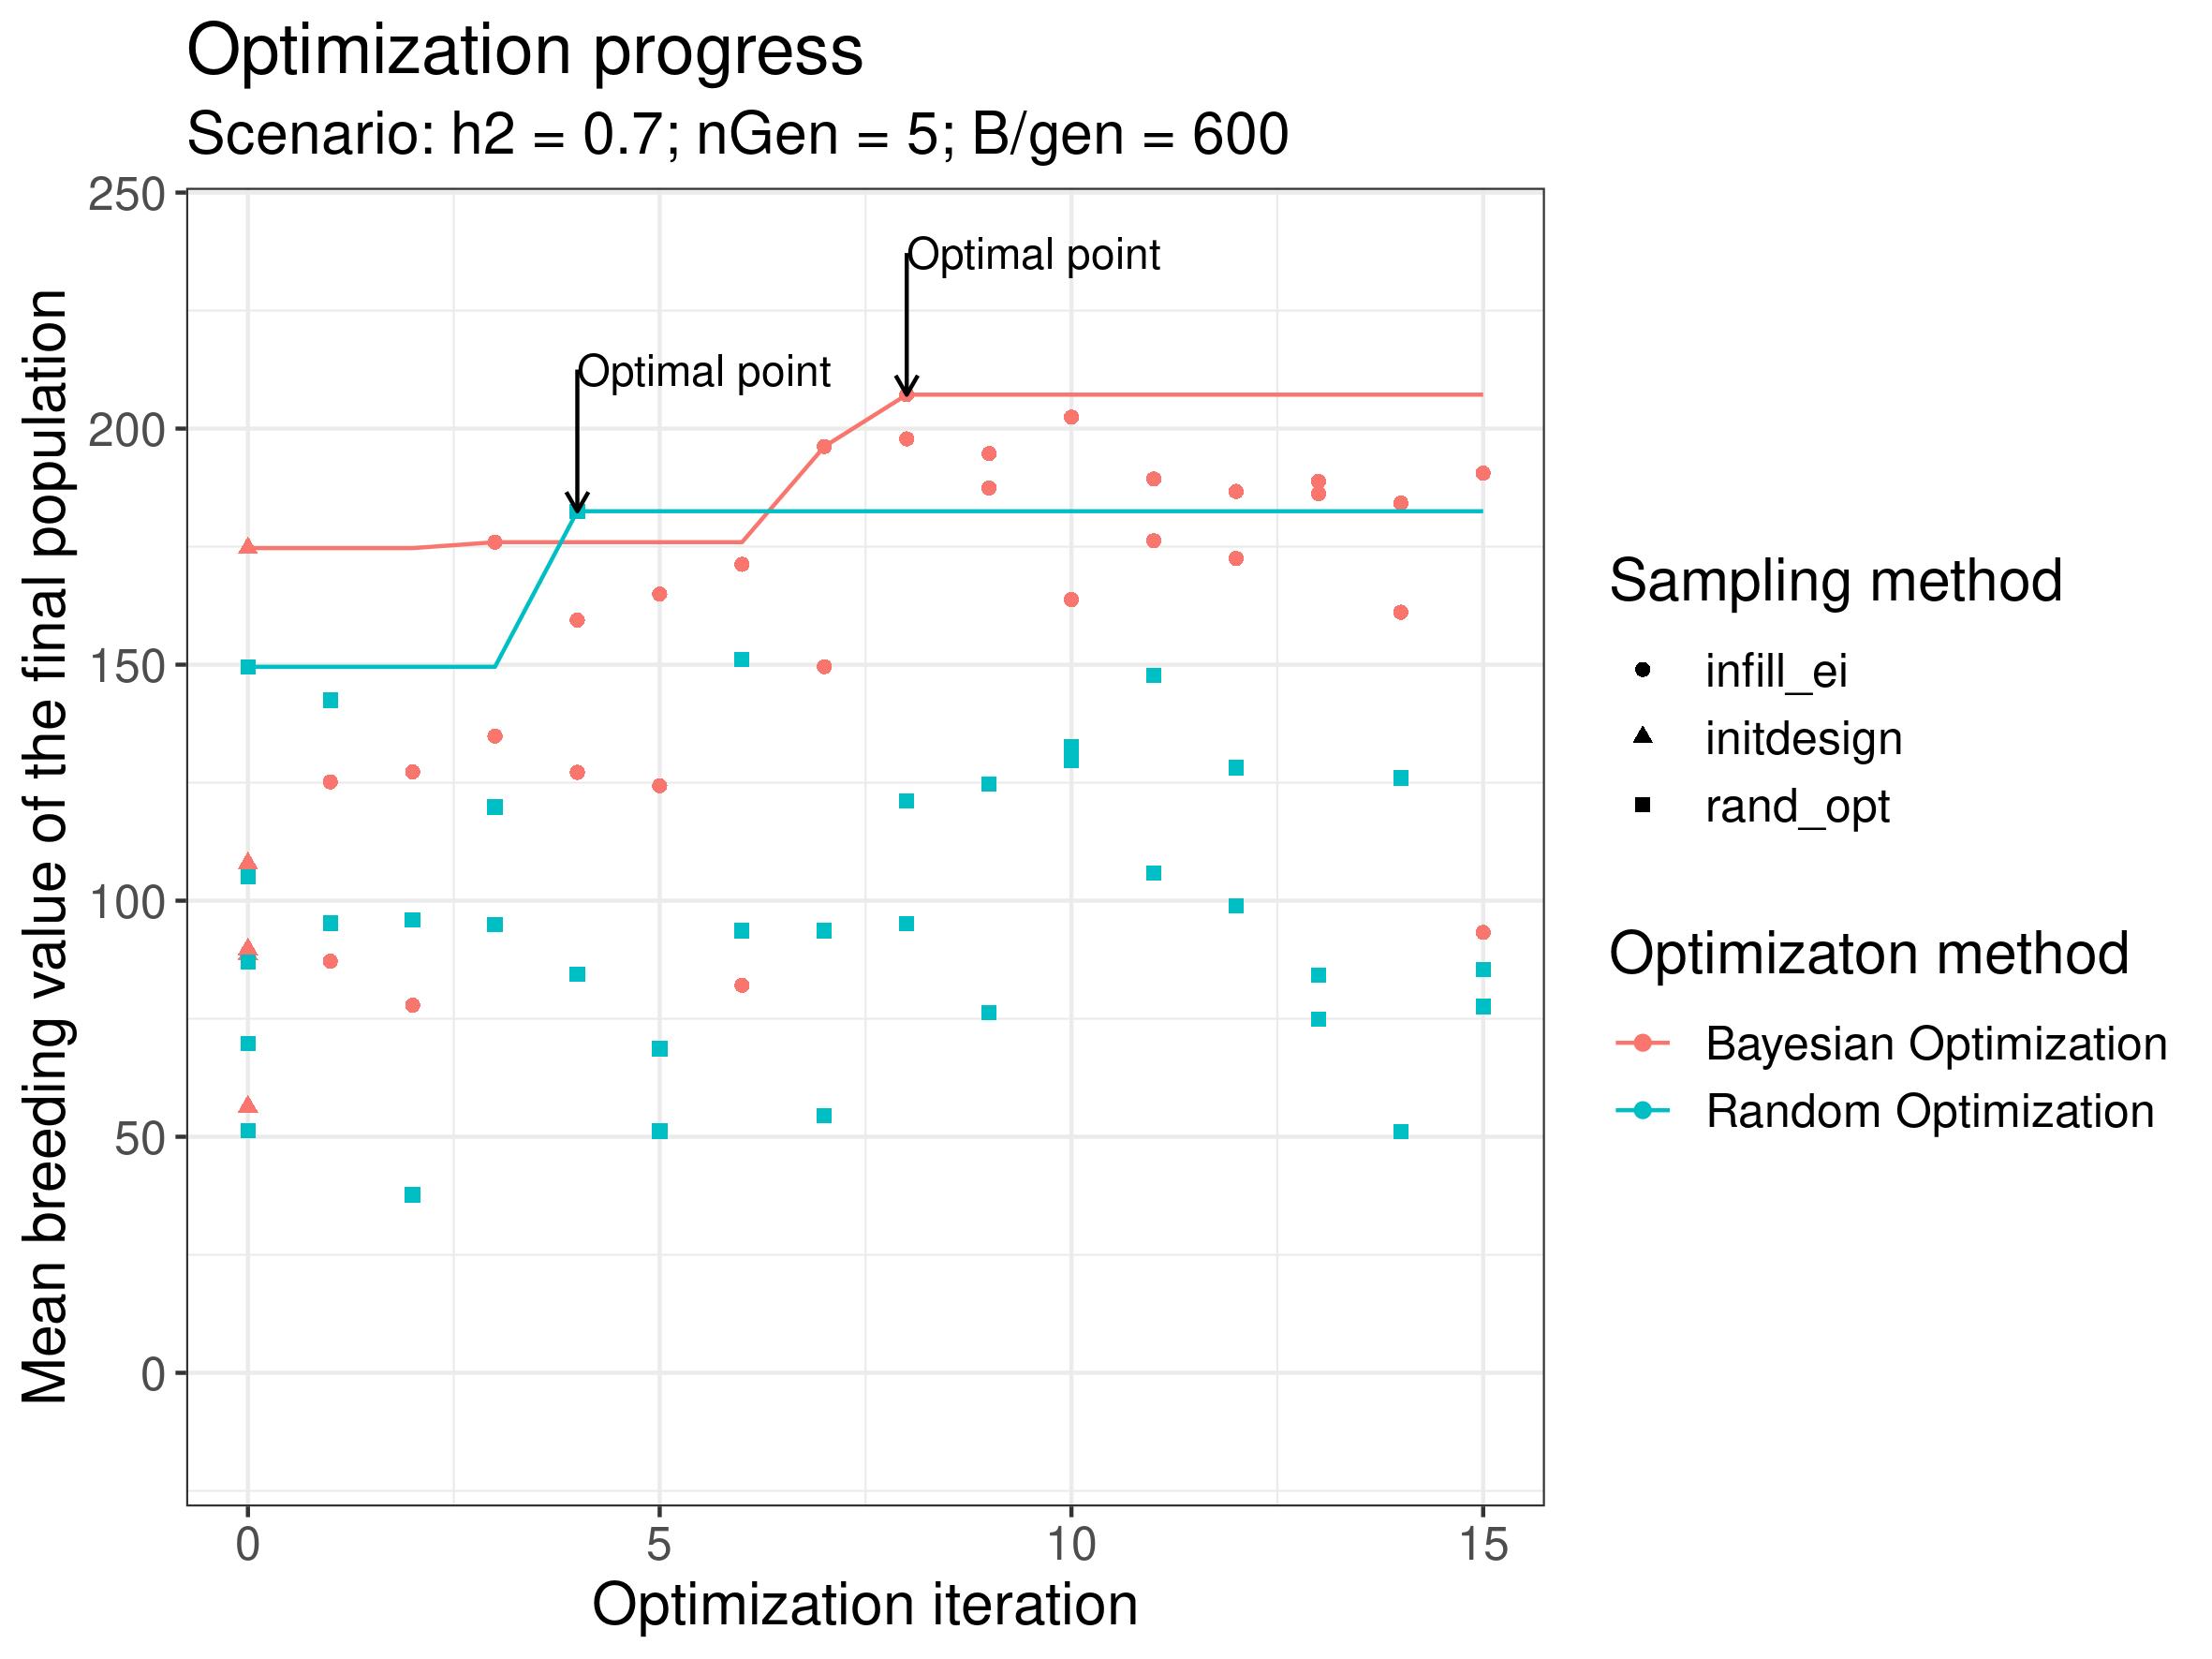 Optimization progress
Scenario: h2 = 0.7; nGen = 5; B/gen = 600
Mean breeding value of the final population
250
200
150
100
50
0
Optimal point
Optimal point
0
5
10
15
Optimization iteration
Sampling method
infill_ei
initdesign
rand_opt
Optimizaton method
Bayesian Optimization
Random Optimization